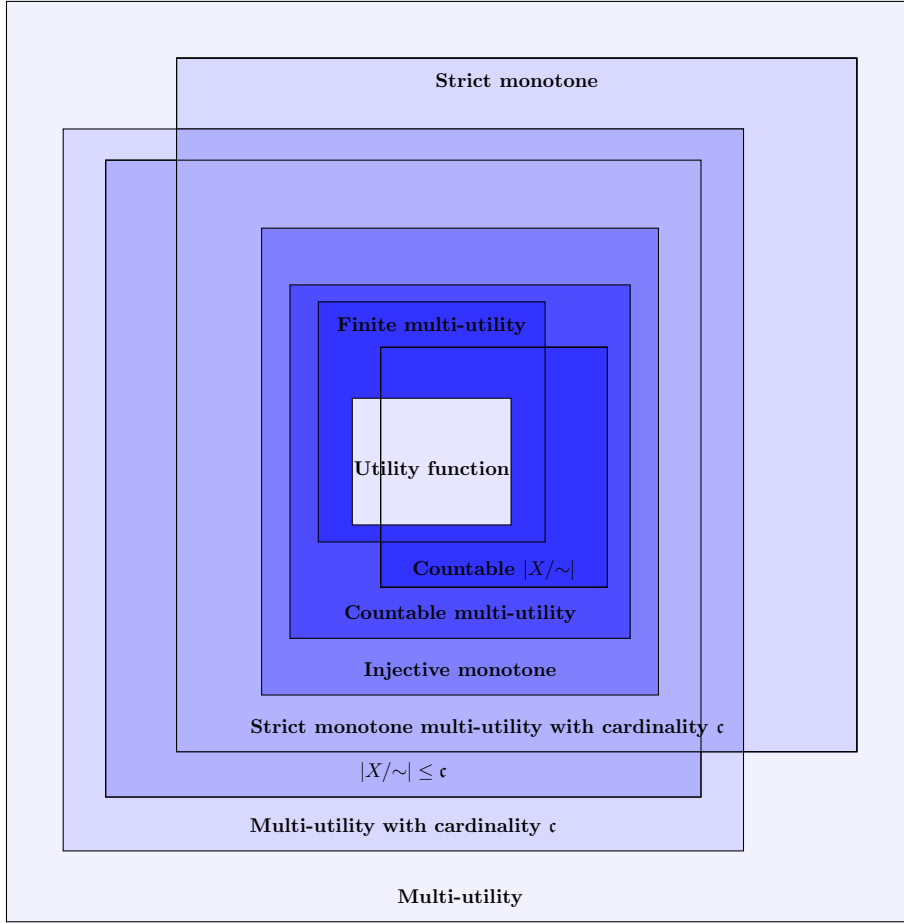 Strict monotone
Finite multi-utility
Utility function
Countable |X/∼|
Countable multi-utility
Injective monotone
Strict monotone multi-utility with cardinality 𝔠
|X/∼| ≤ 𝔠
Multi-utility with cardinality 𝔠
Multi-utility